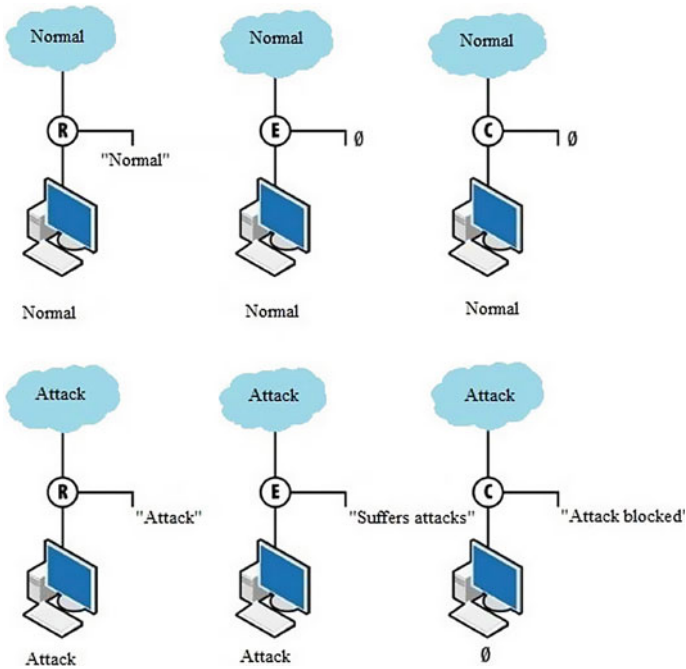 Normal
Normal
Normal
R
E
Ø
C
Ø
"Normal"
Normal
Normal
Normal
Attack
Attack
Attack
R
"Attack"
E
"Suffers attacks"
C
"Attack blocked"
Attack
Attack
Ø